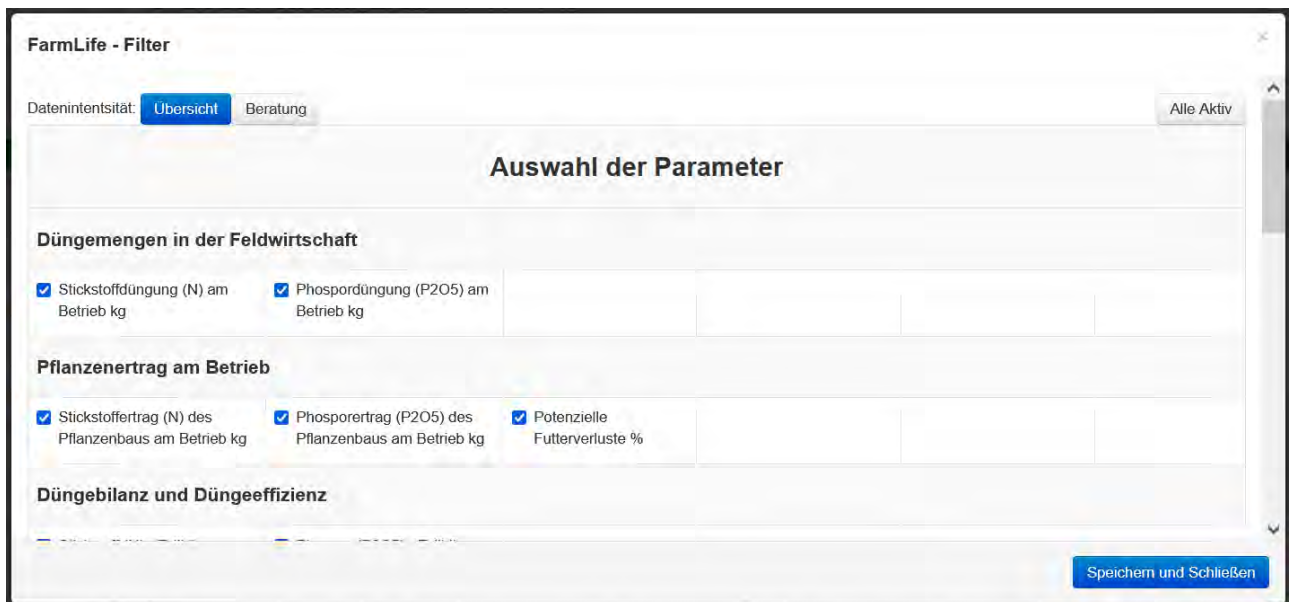 FarmLife - Filter
×
Datenintentsität: Übersicht Beratung Alle Aktiv
Auswahl der Parameter
Düngemengen in der Feldwirtschaft
Stickstoffdüngung (N) am Phospordüngung (P2O5) am
Betrieb kg Betrieb kg
Pflanzenertrag am Betrieb
Stickstoffertrag (N) des Phosporertrag (P2O5) des Potenzielle
Pflanzenbaus am Betrieb kg Pflanzenbaus am Betrieb kg Futterverluste %
Düngebilanz und Düngeeffizienz
Speichern und Schließen